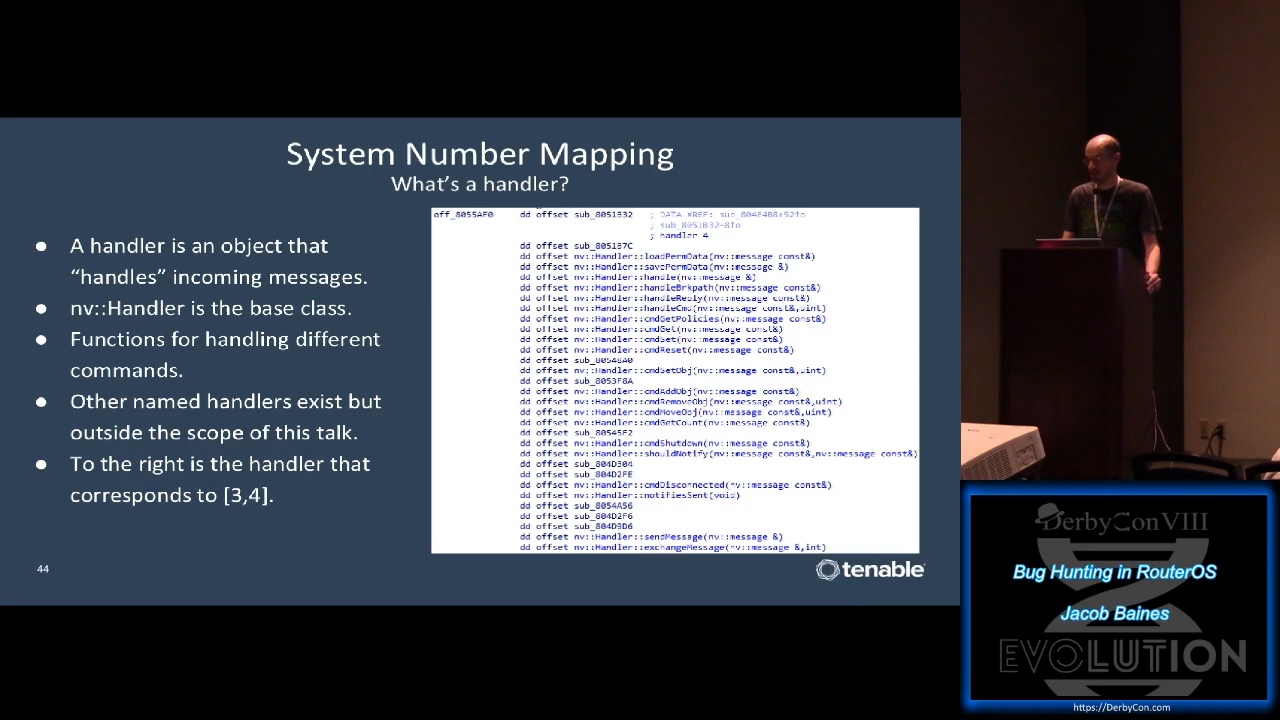 System Number Mapping
What's a handler?
● A handler is an object that
"handles" incoming messages.
● nv::Handler is the base class.
● Functions for handling different
commands.
● Other named handlers exist but
outside the scope of this talk.
● To the right is the handler that
corresponds to [3,4].
off_8055AF0 dd offset sub_8051B32 ; DATA XREF: sub_804E4B8+52↑o
; sub_8051B32+8↑o
; handler 4
dd offset sub_8051B7C
dd offset nv::Handler::loadPermData(nv::message const&)
dd offset nv::Handler::savePermData(nv::message &)
dd offset nv::Handler::handle(nv::message &)
dd offset nv::Handler::handleBrkpath(nv::message const&)
dd offset nv::Handler::handleReply(nv::message const&)
dd offset nv::Handler::handleCmd(nv::message const&,uint)
dd offset nv::Handler::cmdGetPolicies(nv::message const&)
dd offset nv::Handler::cmdGet(nv::message const&)
dd offset nv::Handler::cmdSet(nv::message const&)
dd offset nv::Handler::cmdReset(nv::message const&)
dd offset sub_80548A0
dd offset nv::Handler::cmdSetObj(nv::message const&,uint)
dd offset sub_8053F8A
dd offset nv::Handler::cmdAddObj(nv::message const&)
dd offset nv::Handler::cmdRemoveObj(nv::message const&,uint)
dd offset nv::Handler::cmdMoveObj(nv::message const&,uint)
dd offset nv::Handler::cmdGetCount(nv::message const&)
dd offset sub_80545F2
dd offset nv::Handler::cmdShutdown(nv::message const&)
dd offset nv::Handler::shouldNotify(nv::message const&,nv::message const&)
dd offset sub_804D304
dd offset sub_804D2FE
dd offset nv::Handler::cmdDisconnected(nv::message const&)
dd offset nv::Handler::notifiesSent(void)
dd offset sub_8054A56
dd offset sub_804D2F6
dd offset sub_804D9D6
dd offset nv::Handler::sendMessage(nv::message &)
dd offset nv::Handler::exchangeMessage(nv::message &,int)
44
tenable
DerbyCon VIII
Bug Hunting in RouterOS
Jacob Baines
EVOLUTION
https://DerbyCon.com